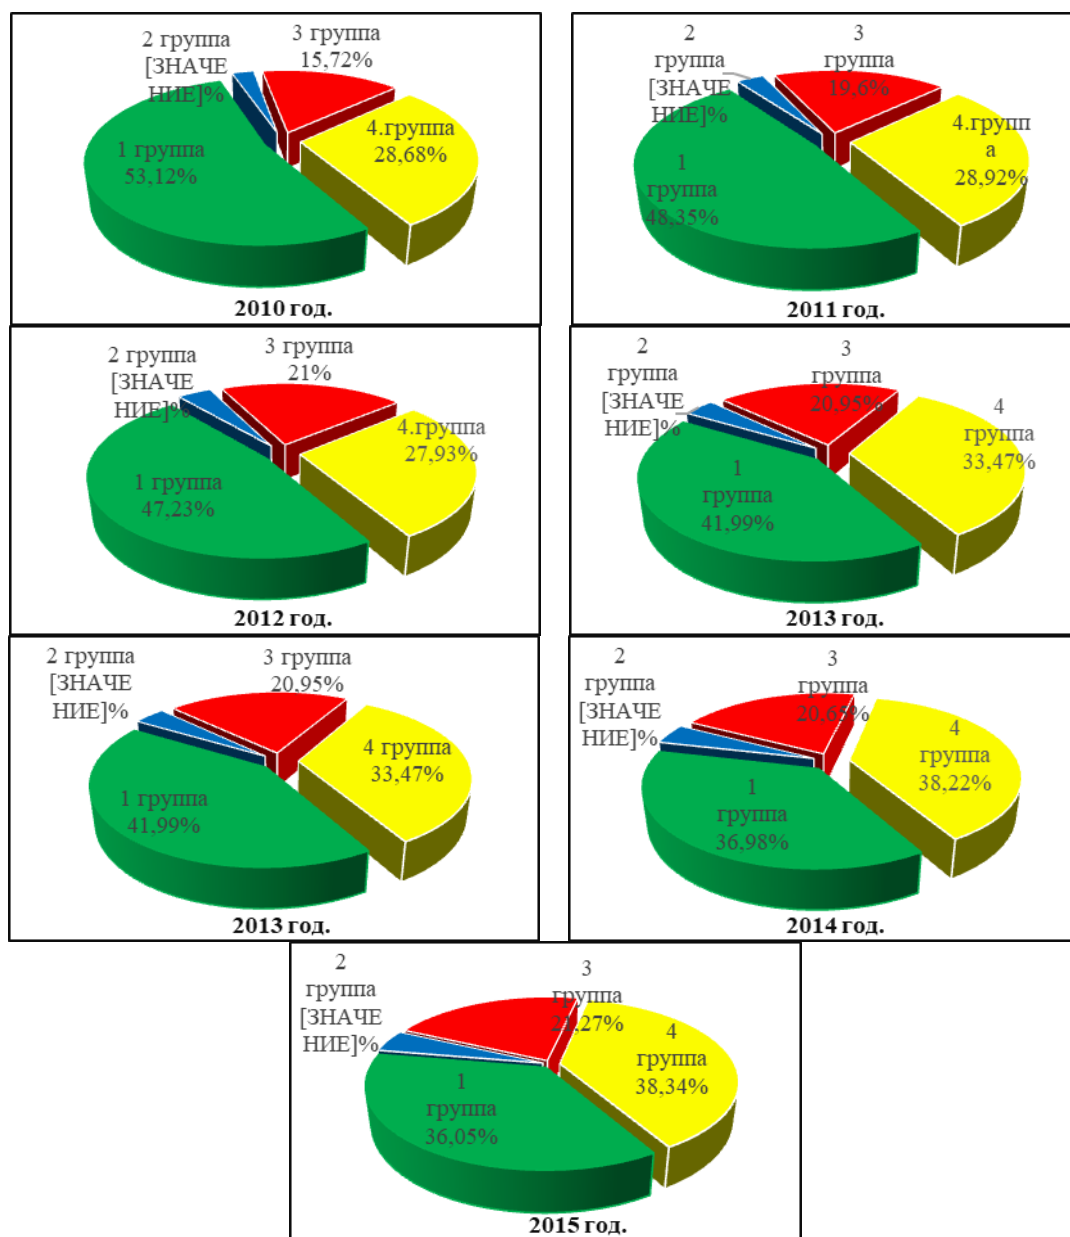 2 группа
[ЗНАЧЕ
НИЕ]%
3 группа
15,72%
4.группа
28,68%
1 группа
53,12%
2010 год.
2
группа
[ЗНАЧЕ
НИЕ]%
3
группа
19,6%
4.групп
а
28,92%
1
группа
48,35%
2011 год.
2 группа
[ЗНАЧЕ
НИЕ]%
3 группа
21%
4.группа
27,93%
1 группа
47,23%
2012 год.
2
группа
[ЗНАЧЕ
НИЕ]%
3
группа
20,95%
4
группа
33,47%
1
группа
41,99%
2013 год.
2 группа
[ЗНАЧЕ
НИЕ]%
3 группа
20,95%
4 группа
33,47%
1 группа
41,99%
2013 год.
2
группа
[ЗНАЧЕ
НИЕ]%
3
группа
20,65%
4
группа
38,22%
1
группа
36,98%
2014 год.
2
группа
[ЗНАЧЕ
НИЕ]%
3
группа
21,27%
4
группа
38,34%
1
группа
36,05%
2015 год.